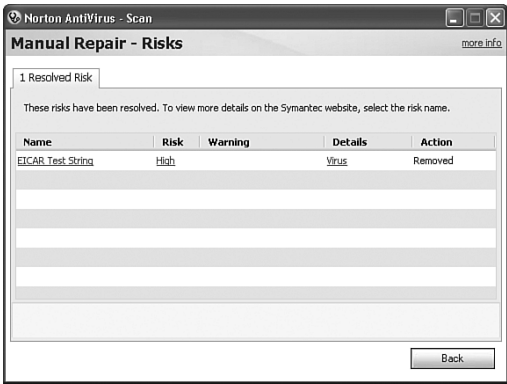 Norton AntiVirus - Scan
Manual Repair - Risks
more info
1 Resolved Risk
These risks have been resolved. To view more details on the Symantec website, select the risk name.
Name Risk Warning Details Action
EICAR Test String High Virus Removed
Back